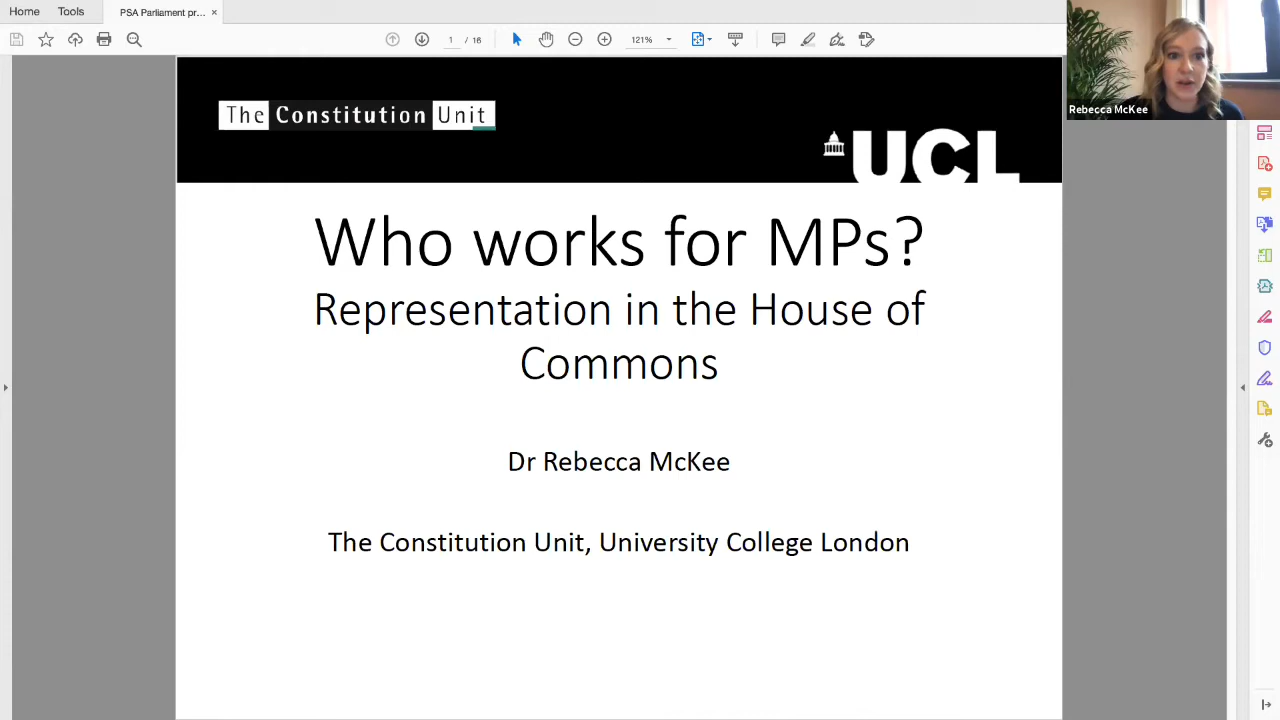 Home
Tools
PSA Parliament pr... ×
1 / 16
121%
Rebecca McKee
The Constitution Unit
UCL
Who works for MPs?
Representation in the House of
Commons
Dr Rebecca McKee
The Constitution Unit, University College London